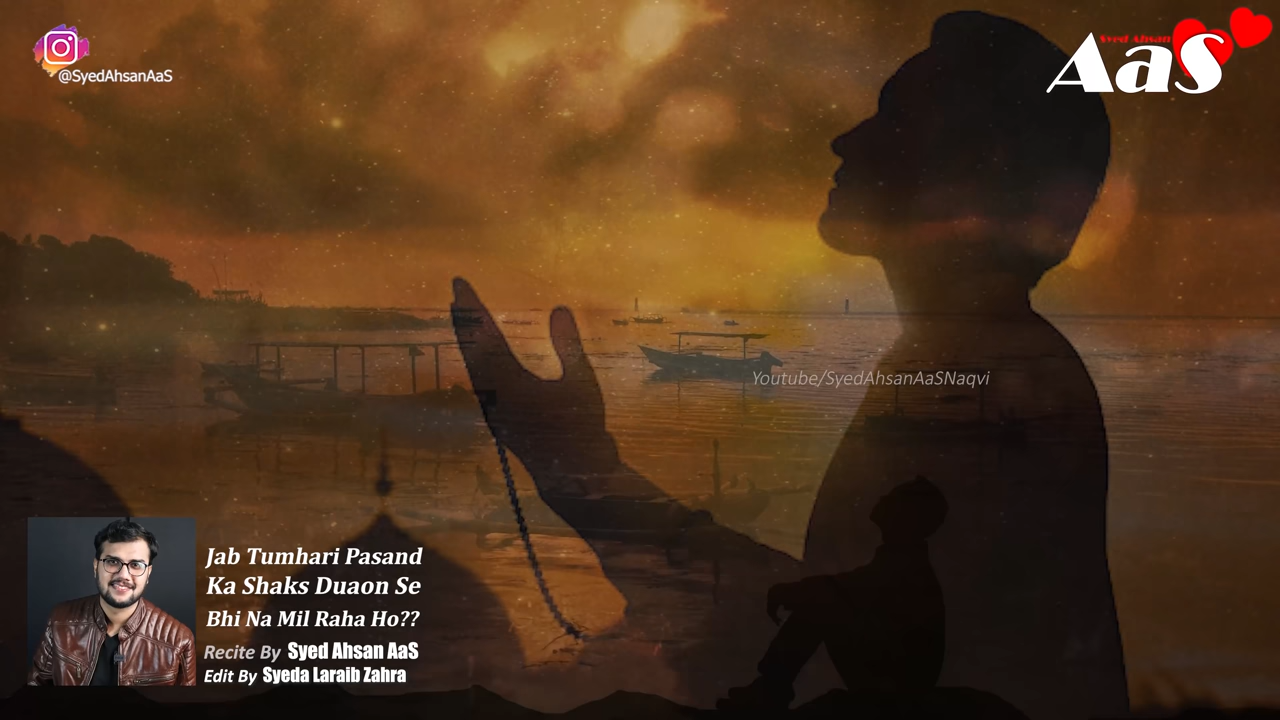 @SyedAhsanAaS
Syed Ahsan
AaS
Youtube/SyedAhsanAaSNaqvi
Jab Tumhari Pasand
Ka Shaks Duaon Se
Bhi Na Mil Raha Ho??
Recite By Syed Ahsan AaS
Edit By Syeda Laraib Zahra